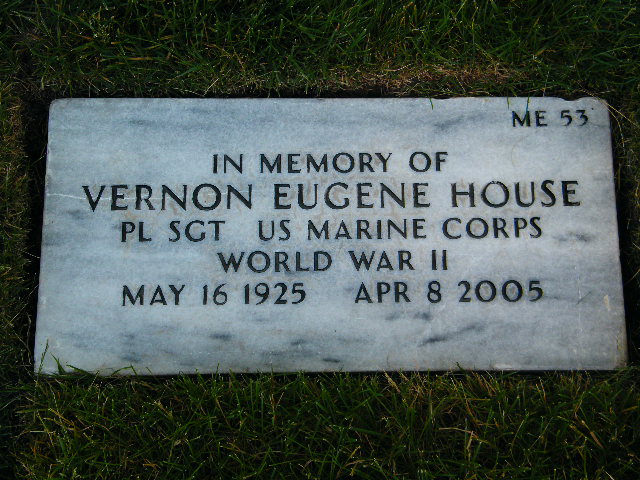 ME 53
IN MEMORY OF
VERNON EUGENE HOUSE
PL SGT US MARINE CORPS
WORLD WAR II
MAY 16 1925 APR 8 2005